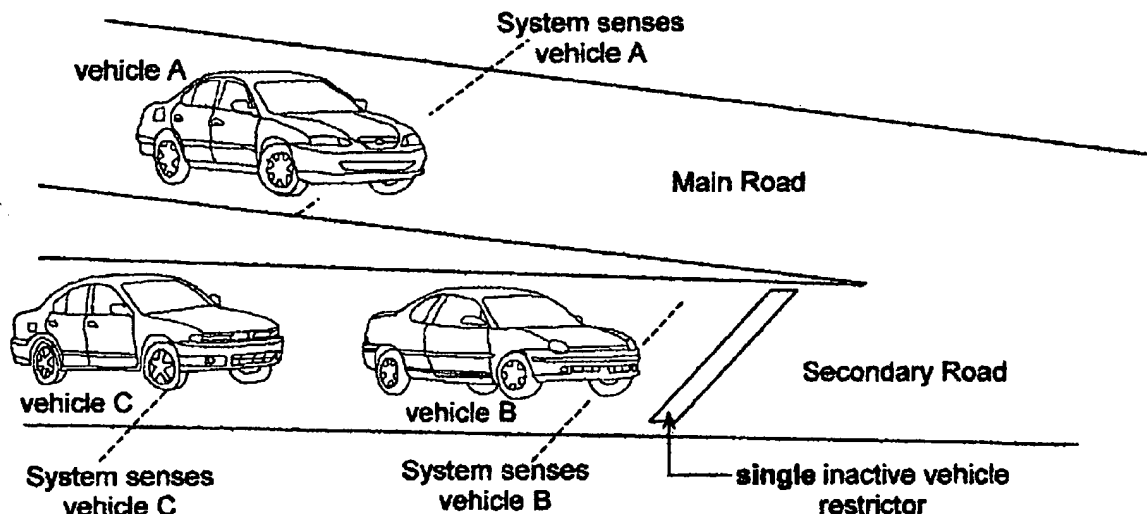 System senses
vehicle A
vehicle A
Main Road
Secondary Road
vehicle C
vehicle B
System senses
vehicle C
System senses
vehicle B
single inactive vehicle
restrictor